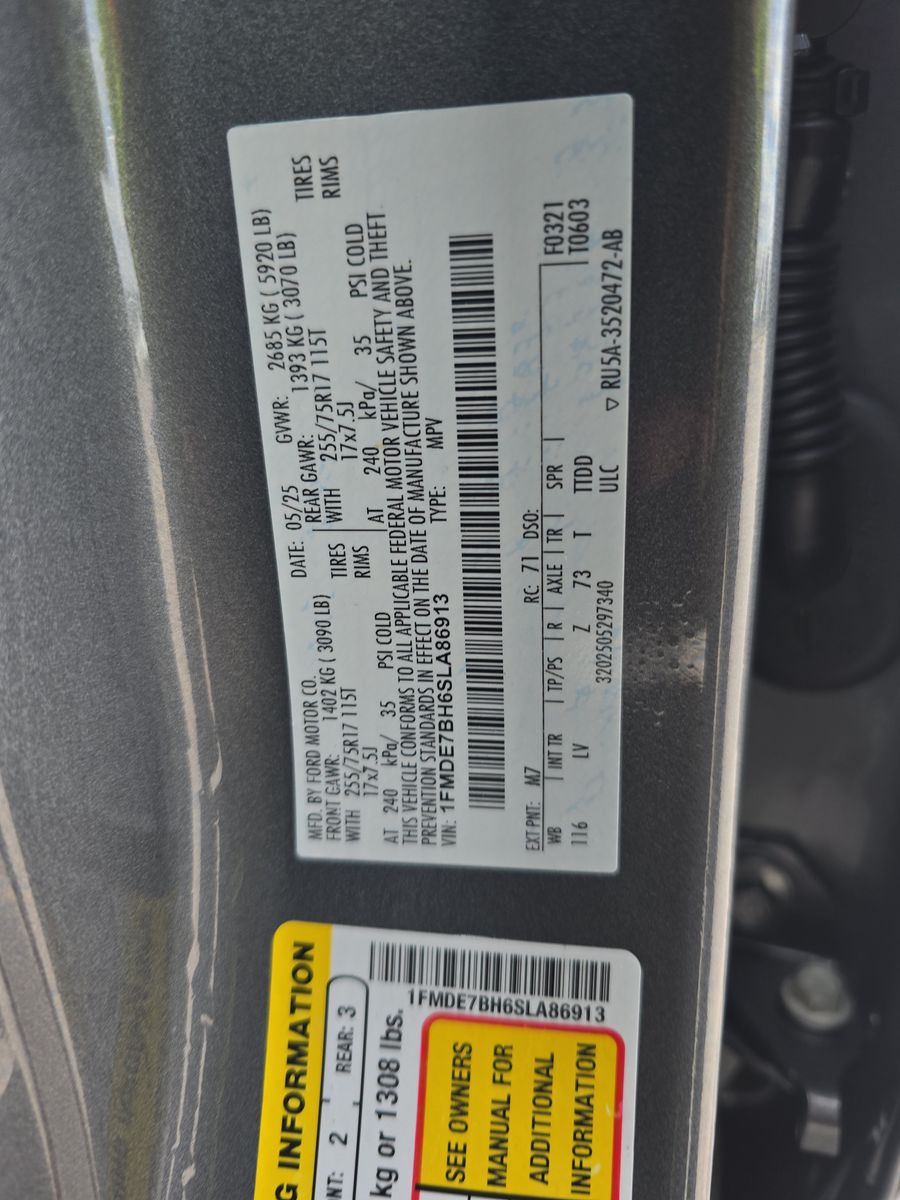 MFD. BY FORD MOTOR CO.
DATE: 05/25 GVWR: 2685 KG ( 5920 LB)
FRONT GAWR: 1402 KG ( 3090 LB)
REAR GAWR: 1393 KG ( 3070 LB)
WITH 255/75R17 115T TIRES
WITH 255/75R17 115T TIRES
17x7.5J RIMS
17x7.5J RIMS
AT 240 kPa/ 35 PSI COLD
AT 240 kPa/ 35 PSI COLD
THIS VEHICLE CONFORMS TO ALL APPLICABLE FEDERAL MOTOR VEHICLE SAFETY AND THEFT
PREVENTION STANDARDS IN EFFECT ON THE DATE OF MANUFACTURE SHOWN ABOVE.
VIN: 1FMDE7BH6SLA86913 TYPE: MPV
EXT PNT: M7 RC: 71 DSO: F0321
WB INT TR TP/PS R AXLE TR SPR T0603
116 LV Z 73 T TTDD
3202505297340 ULC ▽ RU5A-3520472-AB
G INFORMATION
NT: 2 REAR: 3
kg or 1308 lbs.
1FMDE7BH6SLA86913
SEE OWNERS
MANUAL FOR
ADDITIONAL
INFORMATION